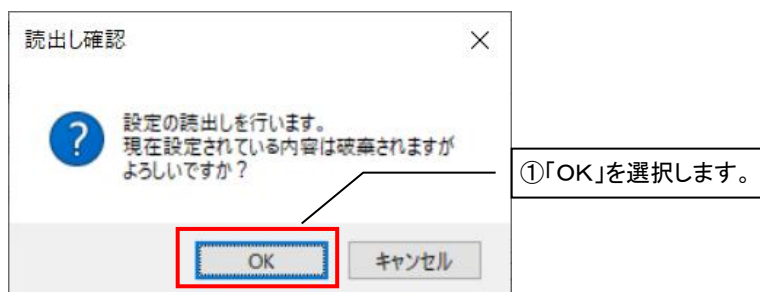 読出し確認
設定の読出しを行います。
現在設定されている内容は破棄されますが
よろしいですか？
①「OK」を選択します。
OK
キャンセル